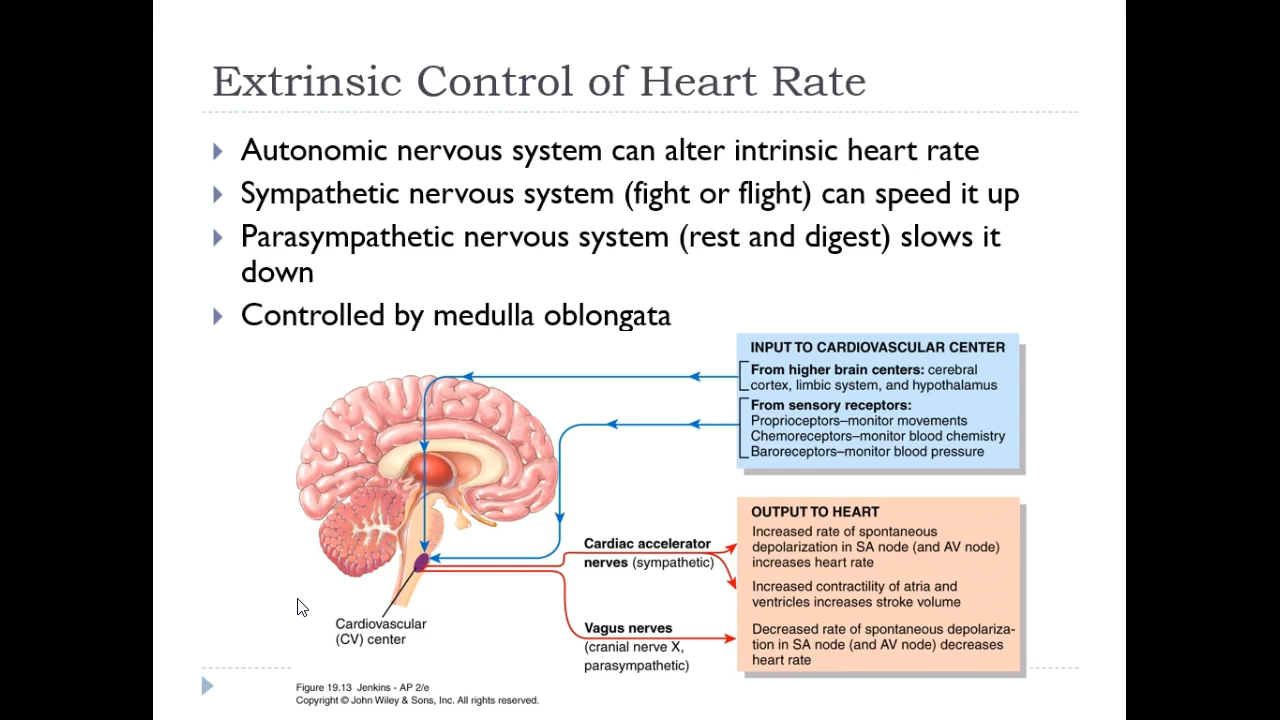 Extrinsic Control of Heart Rate
Autonomic nervous system can alter intrinsic heart rate
Sympathetic nervous system (fight or flight) can speed it up
Parasympathetic nervous system (rest and digest) slows it
down
Controlled by medulla oblongata
INPUT TO CARDIOVASCULAR CENTER
From higher brain centers: cerebral
cortex, limbic system, and hypothalamus
From sensory receptors:
Proprioceptors–monitor movements
Chemoreceptors–monitor blood chemistry
Baroreceptors–monitor blood pressure
OUTPUT TO HEART
Increased rate of spontaneous
depolarization in SA node (and AV node)
increases heart rate
Increased contractility of atria and
ventricles increases stroke volume
Decreased rate of spontaneous depolariza-
tion in SA node (and AV node) decreases
heart rate
Cardiac accelerator
nerves (sympathetic)
Vagus nerves
(cranial nerve X,
parasympathetic)
Cardiovascular
(CV) center
Figure 19.13 Jenkins - AP 2/e
Copyright © John Wiley & Sons, Inc. All rights reserved.